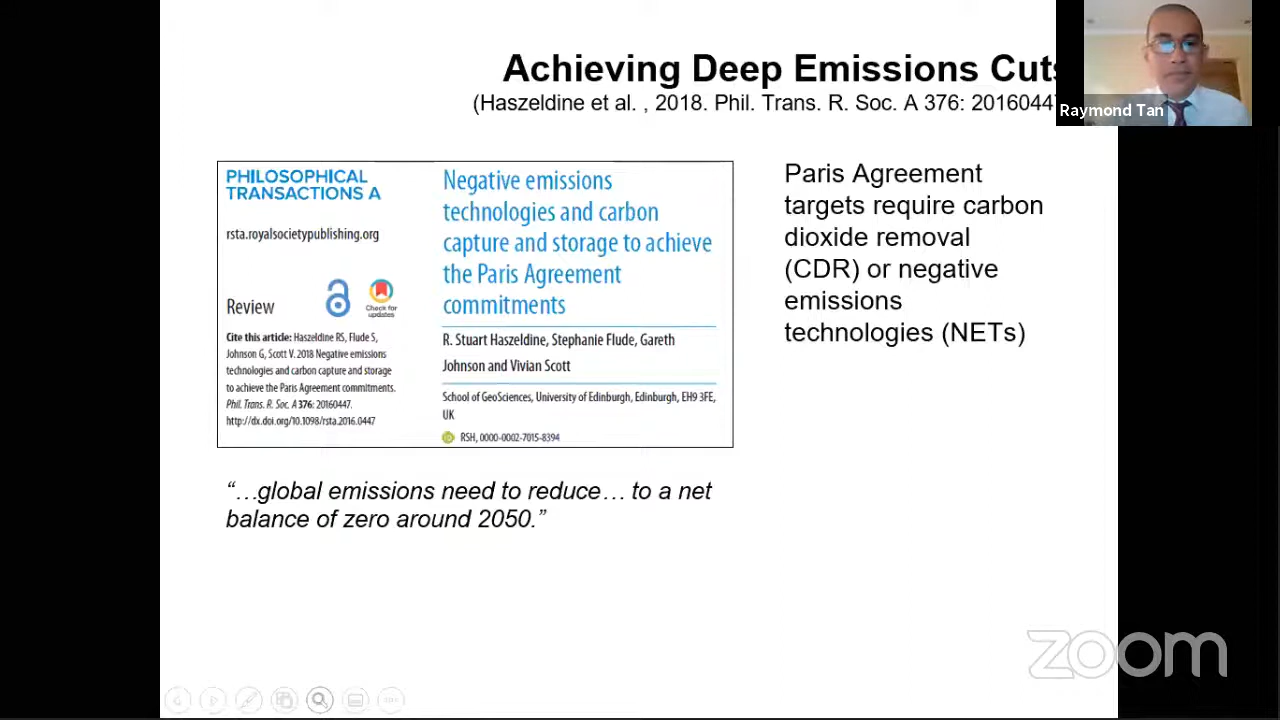 Achieving Deep Emissions Cuts
(Haszeldine et al. , 2018. Phil. Trans. R. Soc. A 376: 2016044
Raymond Tan
PHILOSOPHICAL
TRANSACTIONS A
rsta.royalsocietypublishing.org
Review
Check for
updates
Cite this article: Haszeldine RS, Flude S,
Johnson G, Scott V. 2018 Negative emissions
technologies and carbon capture and storage
to achieve the Paris Agreement commitments.
Phil. Trans. R. Soc. A 376: 20160447.
http://dx.doi.org/10.1098/rsta.2016.0447
Negative emissions
technologies and carbon
capture and storage to achieve
the Paris Agreement
commitments
R. Stuart Haszeldine, Stephanie Flude, Gareth
Johnson and Vivian Scott
School of GeoSciences, University of Edinburgh, Edinburgh, EH9 3FE,
UK
RSH, 0000-0002-7015-8394
Paris Agreement
targets require carbon
dioxide removal
(CDR) or negative
emissions
technologies (NETs)
“…global emissions need to reduce… to a net
balance of zero around 2050.”
zoom